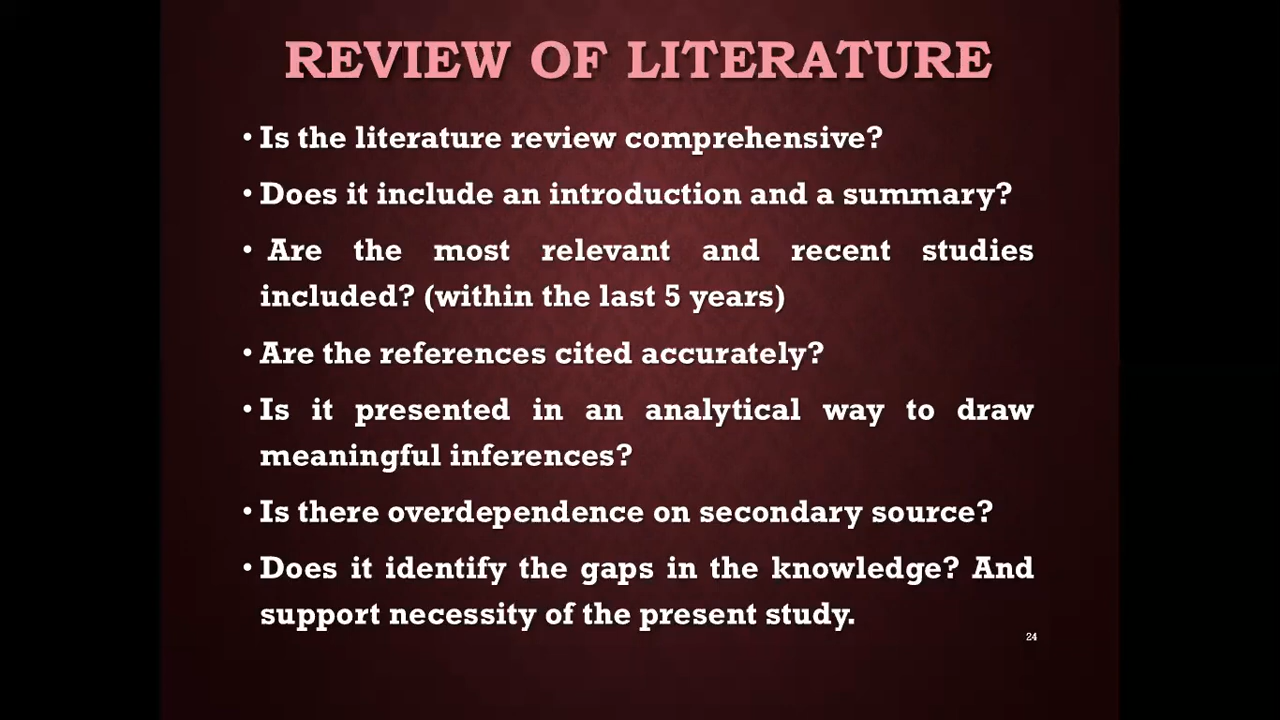 REVIEW OF LITERATURE
• Is the literature review comprehensive?
• Does it include an introduction and a summary?
• Are the most relevant and recent studies
included? (within the last 5 years)
• Are the references cited accurately?
• Is it presented in an analytical way to draw
meaningful inferences?
• Is there overdependence on secondary source?
• Does it identify the gaps in the knowledge? And
support necessity of the present study.
24